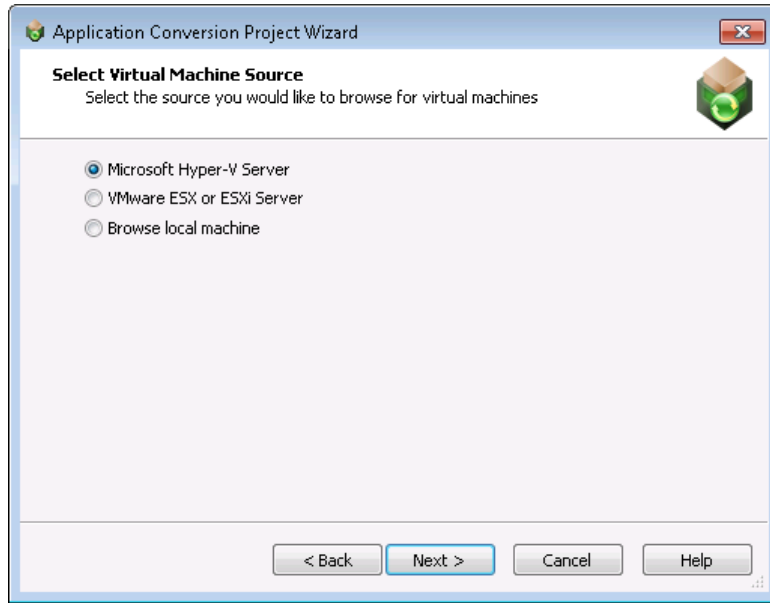 Application Conversion Project Wizard
Select Virtual Machine Source
Select the source you would like to browse for virtual machines
Microsoft Hyper-V Server
VMware ESX or ESXi Server
Browse local machine
< Back Next > Cancel Help